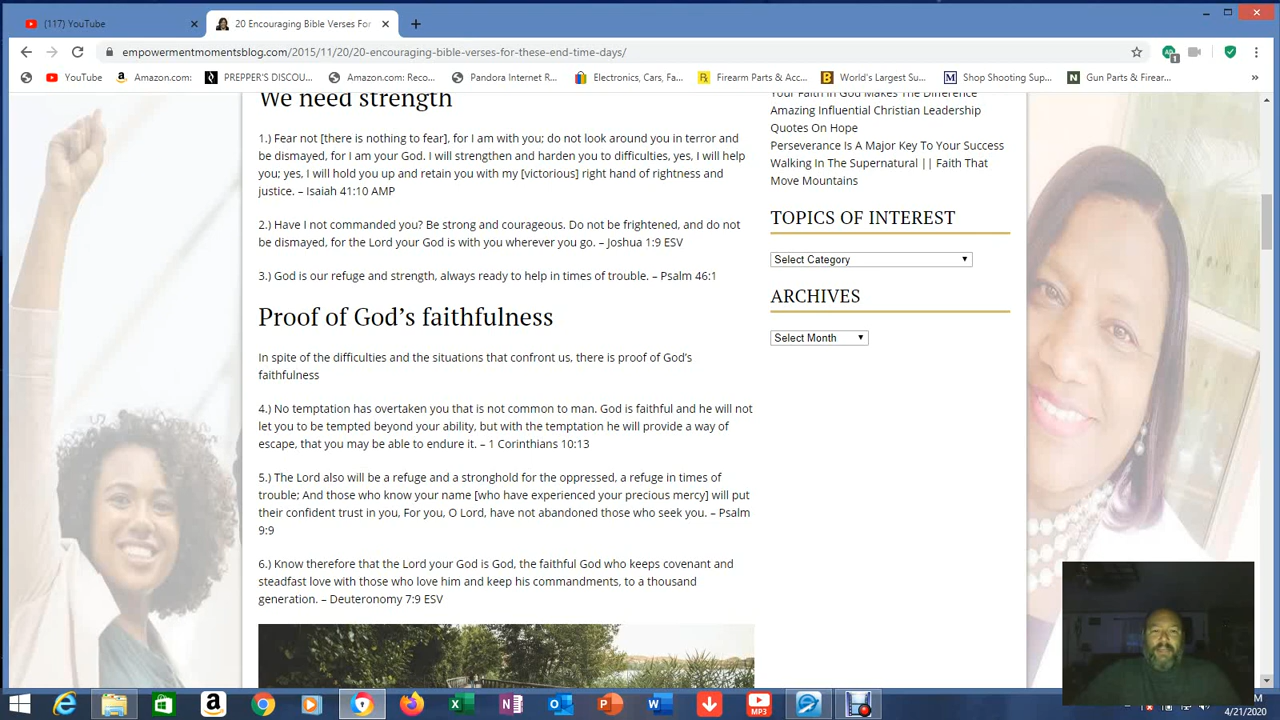 (117) YouTube
20 Encouraging Bible Verses For
empowermentmomentsblog.com/2015/11/20/20-encouraging-bible-verses-for-these-end-time-days/
YouTube
Amazon.com:
PREPPER'S DISCOU...
Amazon.com: Reco...
Pandora Internet R...
Electronics, Cars, Fa...
Firearm Parts & Acc...
World's Largest Su...
Shop Shooting Sup...
Gun Parts & Firear...
We need strength
1.) Fear not [there is nothing to fear], for I am with you; do not look around you in terror and
be dismayed, for I am your God. I will strengthen and harden you to difficulties, yes, I will help
you; yes, I will hold you up and retain you with my [victorious] right hand of rightness and
justice. – Isaiah 41:10 AMP
2.) Have I not commanded you? Be strong and courageous. Do not be frightened, and do not
be dismayed, for the Lord your God is with you wherever you go. – Joshua 1:9 ESV
3.) God is our refuge and strength, always ready to help in times of trouble. – Psalm 46:1
Proof of God's faithfulness
In spite of the difficulties and the situations that confront us, there is proof of God's
faithfulness
4.) No temptation has overtaken you that is not common to man. God is faithful and he will not
let you to be tempted beyond your ability, but with the temptation he will provide a way of
escape, that you may be able to endure it. – 1 Corinthians 10:13
5.) The Lord also will be a refuge and a stronghold for the oppressed, a refuge in times of
trouble; And those who know your name [who have experienced your precious mercy] will put
their confident trust in you, For you, O Lord, have not abandoned those who seek you. – Psalm
9:9
6.) Know therefore that the Lord your God is God, the faithful God who keeps covenant and
steadfast love with those who love him and keep his commandments, to a thousand
generation. – Deuteronomy 7:9 ESV
Your Faith In God Makes The Difference
Amazing Influential Christian Leadership
Quotes On Hope
Perseverance Is A Major Key To Your Success
Walking In The Supernatural || Faith That
Move Mountains
TOPICS OF INTEREST
Select Category
ARCHIVES
Select Month
MP3
4/21/2020